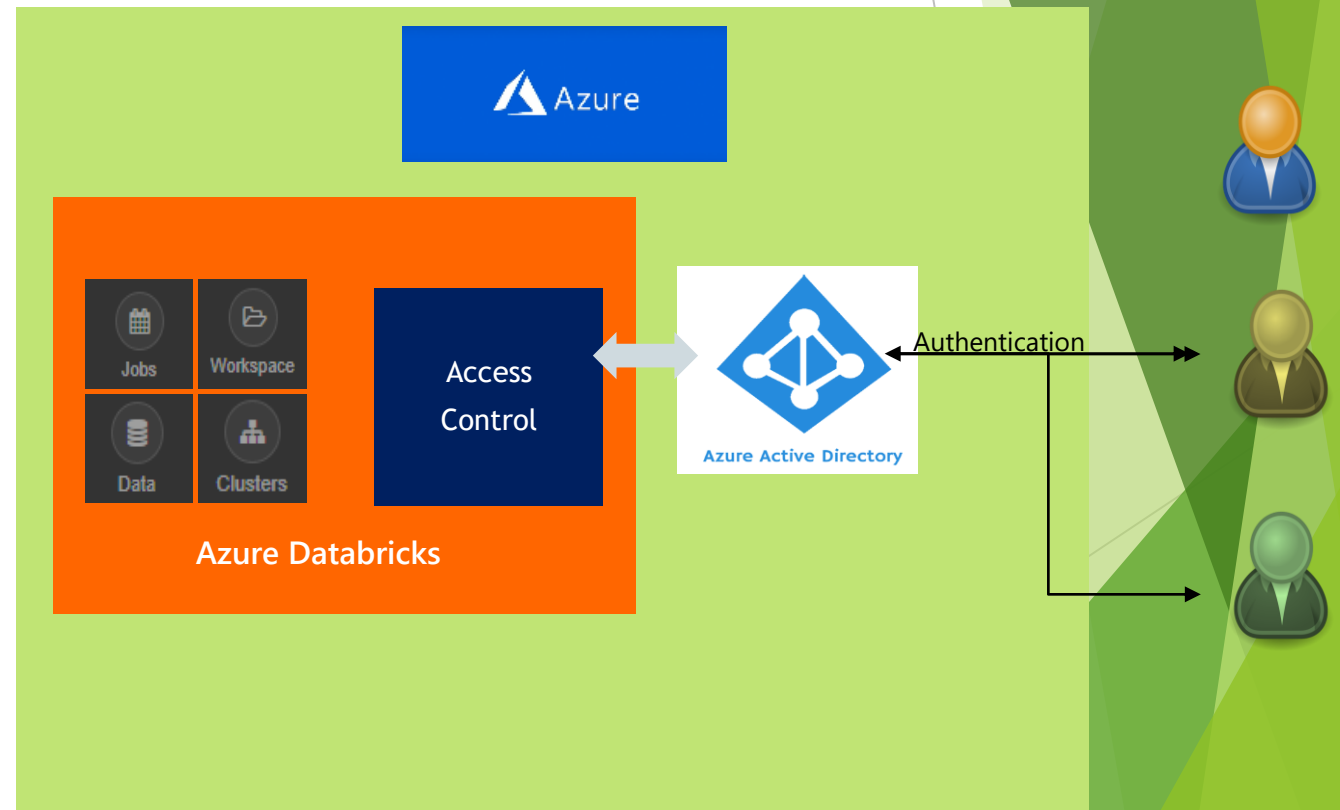 Azure
Jobs
Workspace
Data
Clusters
Access
Control
Azure Databricks
Azure Active Directory
Authentication